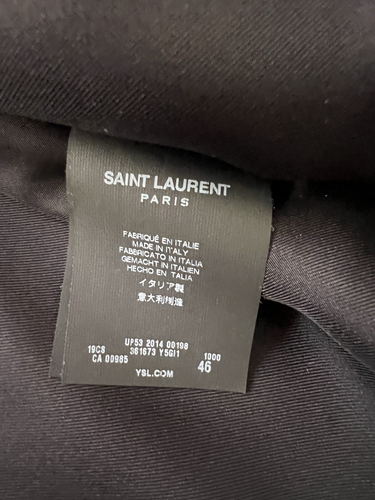 SAINT LAURENT
PARIS
FABRIQUÉ EN ITALIE
MADE IN ITALY
FABBRICATO IN ITALIA
GEMACHT IN ITALIEN
HECHO EN ITALIA
イタリア製
意大利制造
UP53 2014 00198
19CS 361673 Y5GI1 1000
CA 00985 46
YSL.COM